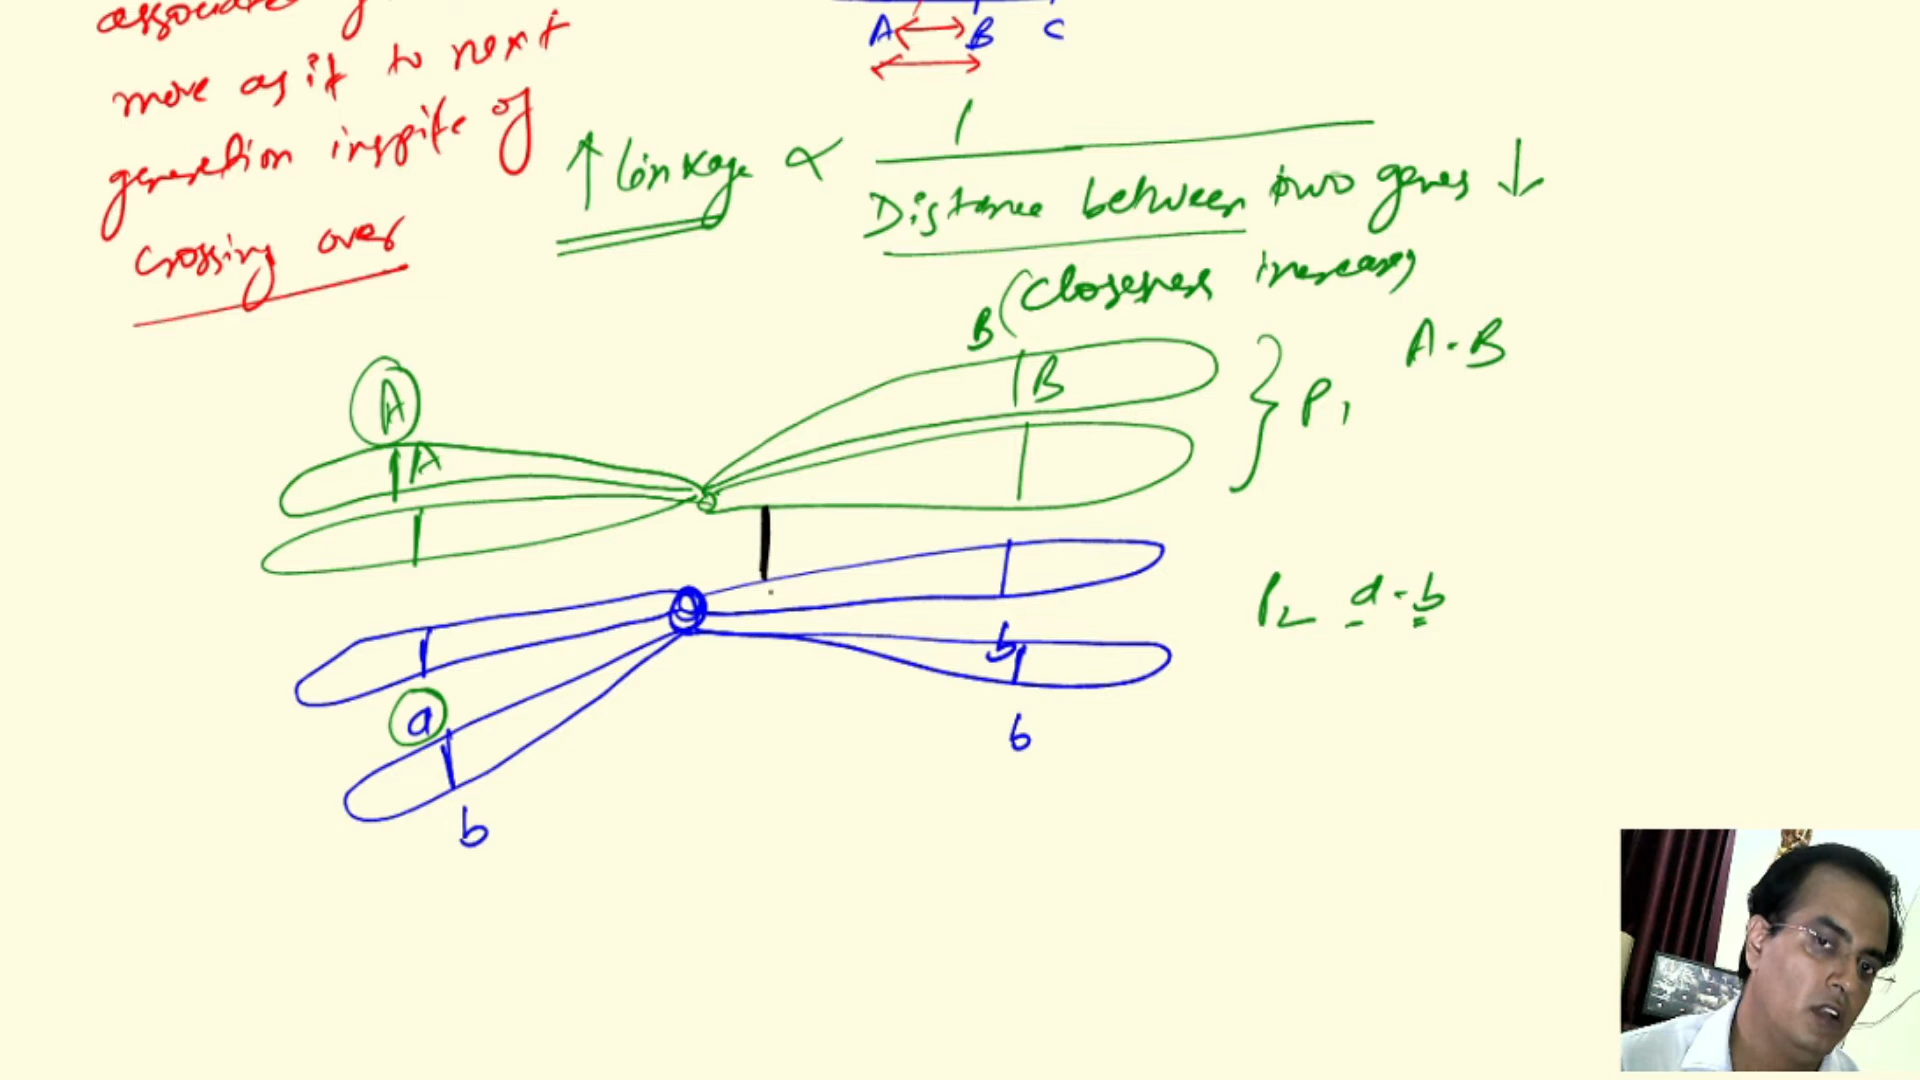 more as it to next
generation inspite of
crossing over
A B C
↑ Linkage ∝ 1
Distance between two genes ↓
(Closeness increases)
B
A
B
A
} P1
A - B
P2 a - b
b
a
b
b